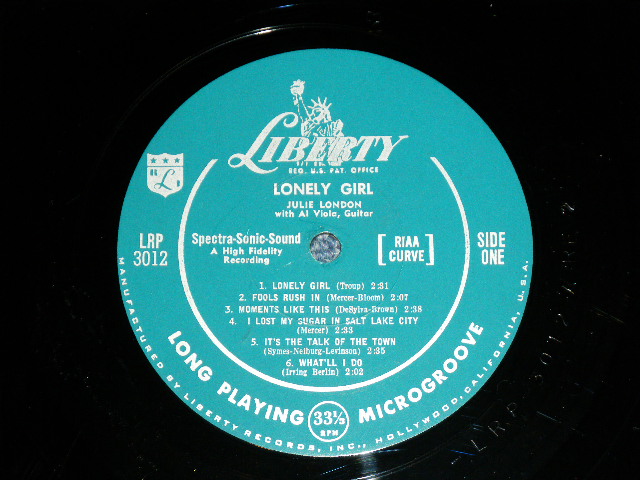 LIBERTY
REG. U.S. PAT. OFFICE
LONELY GIRL
JULIE LONDON
with Al Viola, Guitar
L
LRP
3012
Spectra-Sonic-Sound
A High Fidelity
Recording
[ RIAA
CURVE ]
SIDE
ONE
1. LONELY GIRL (Troup) 2:31
2. FOOLS RUSH IN (Mercer-Bloom) 2:07
3. MOMENTS LIKE THIS (DeSylva-Brown) 2:38
4. I LOST MY SUGAR IN SALT LAKE CITY
(Mercer) 2:33
5. IT'S THE TALK OF THE TOWN
(Symes-Neiburg-Levinson) 2:35
6. WHAT'LL I DO
(Irving Berlin) 2:02
LONG PLAYING 33⅓ RPM MICROGROOVE
MANUFACTURED BY LIBERTY RECORDS, INC., HOLLYWOOD, CALIFORNIA, U.S.A.